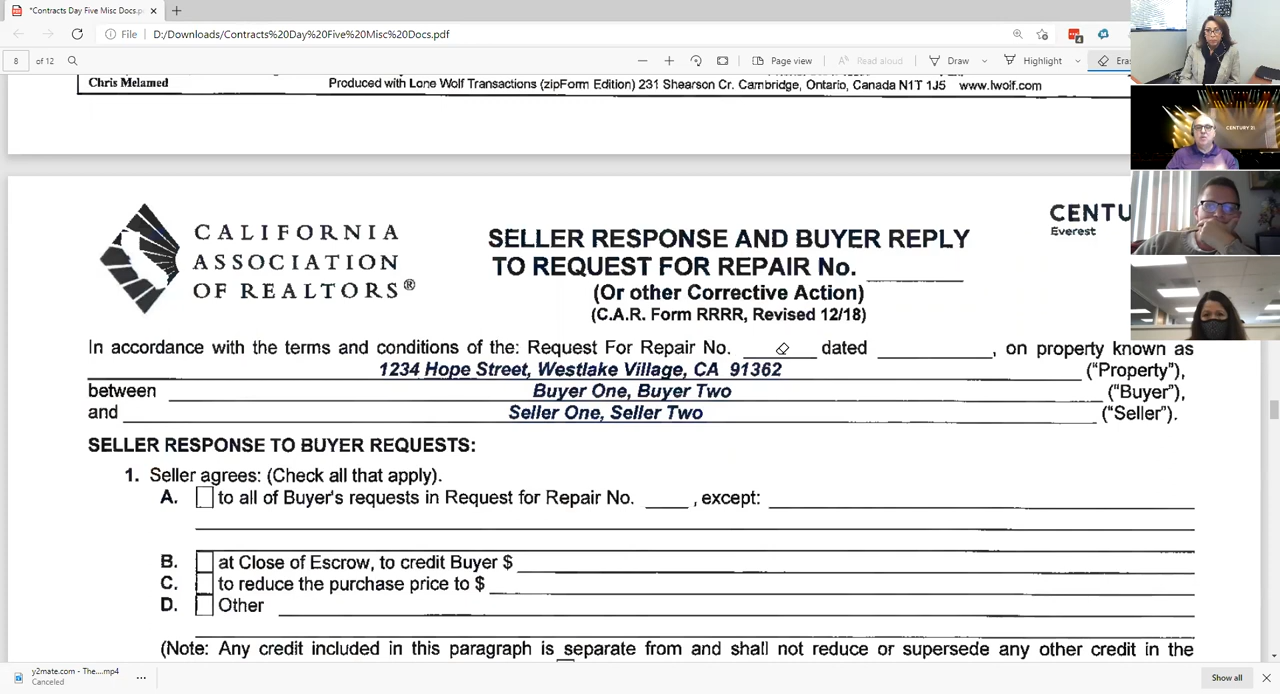 *Contracts Day Five Misc Docs.p
File
D:/Downloads/Contracts%20Day%20Five%20Misc%20Docs.pdf
8 of 12
Page view
Read aloud
Draw
Highlight
Eras
4
Chris Melamed
Produced with Lone Wolf Transactions (zipForm Edition) 231 Shearson Cr. Cambridge, Ontario, Canada N1T 1J5 www.lwolf.com
CENTURY 21.
CALIFORNIA
ASSOCIATION
OF REALTORS®
SELLER RESPONSE AND BUYER REPLY
TO REQUEST FOR REPAIR No.
(Or other Corrective Action)
(C.A.R. Form RRRR, Revised 12/18)
CENTU
Everest
In accordance with the terms and conditions of the: Request For Repair No. dated , on property known as
1234 Hope Street, Westlake Village, CA 91362 ("Property"),
between Buyer One, Buyer Two ("Buyer"),
and Seller One, Seller Two ("Seller").
SELLER RESPONSE TO BUYER REQUESTS:
1. Seller agrees: (Check all that apply).
A. to all of Buyer's requests in Request for Repair No. , except:
B. at Close of Escrow, to credit Buyer $
C. to reduce the purchase price to $
D. Other
(Note: Any credit included in this paragraph is separate from and shall not reduce or supersede any other credit in the
y2mate.com - The....mp4
Canceled
Show all